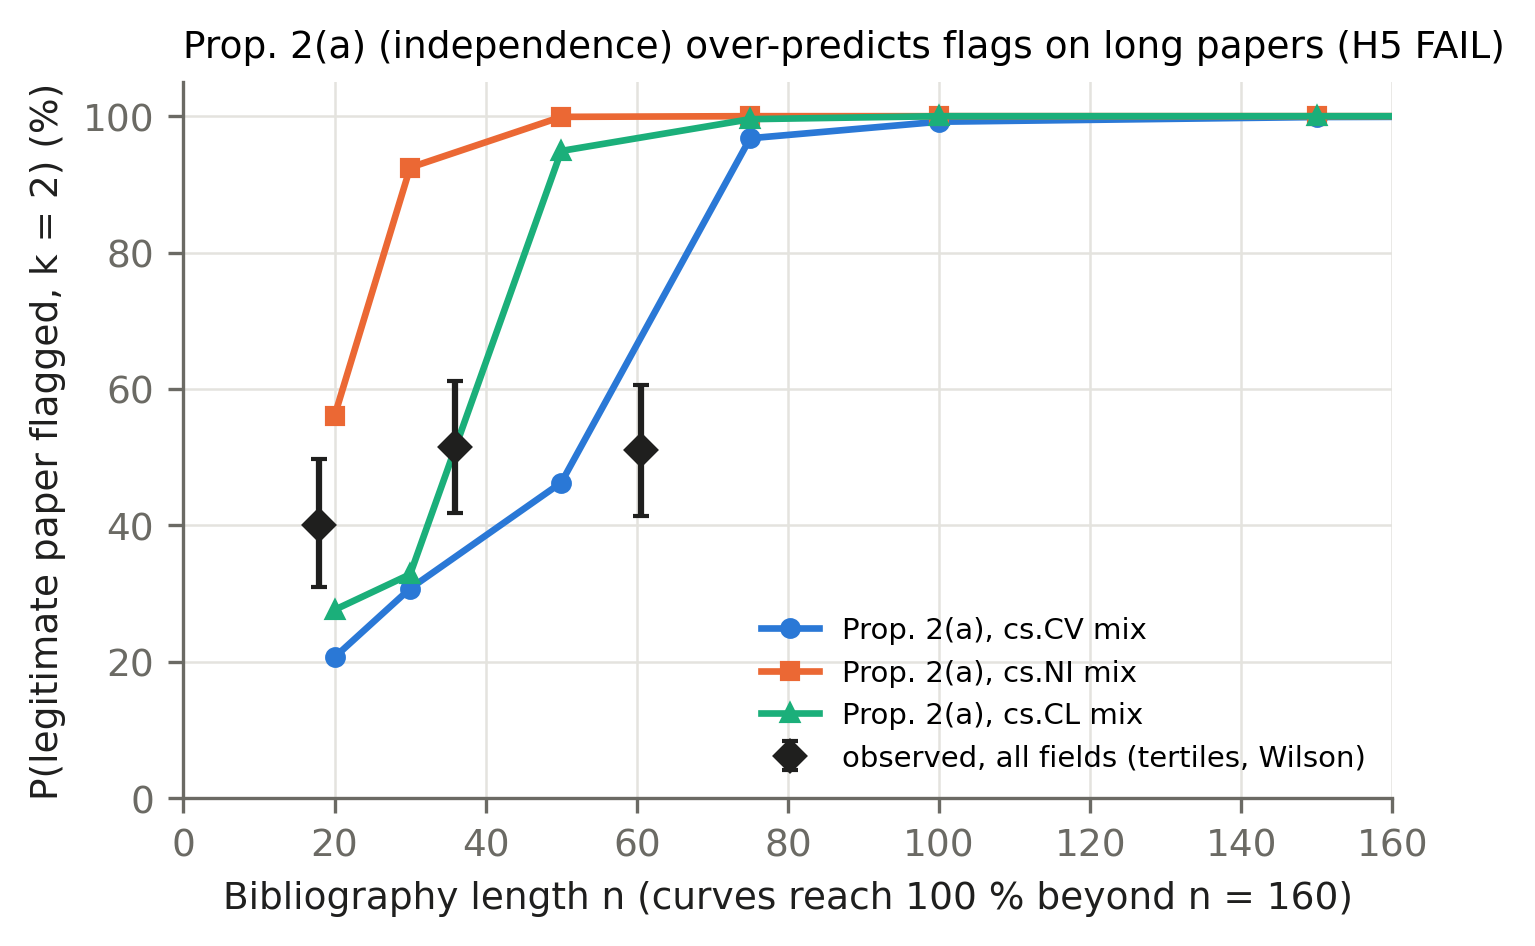 Prop. 2(a) (independence) over-predicts flags on long papers (H5 FAIL)
P(legitimate paper flagged, k = 2) (%)
100
80
60
40
20
0
Prop. 2(a), cs.CV mix
Prop. 2(a), cs.NI mix
Prop. 2(a), cs.CL mix
observed, all fields (tertiles, Wilson)
0 20 40 60 80 100 120 140 160
Bibliography length n (curves reach 100 % beyond n = 160)